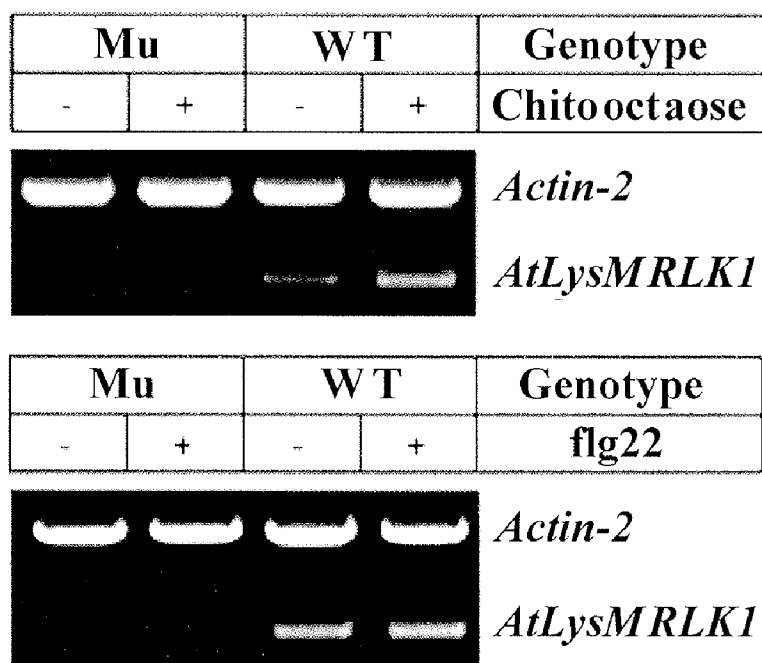 Mu WT Genotype
- + - + Chitooctaose
Actin-2
AtLysMRLK1
Mu WT Genotype
- + - + flg22
Actin-2
AtLysMRLK1